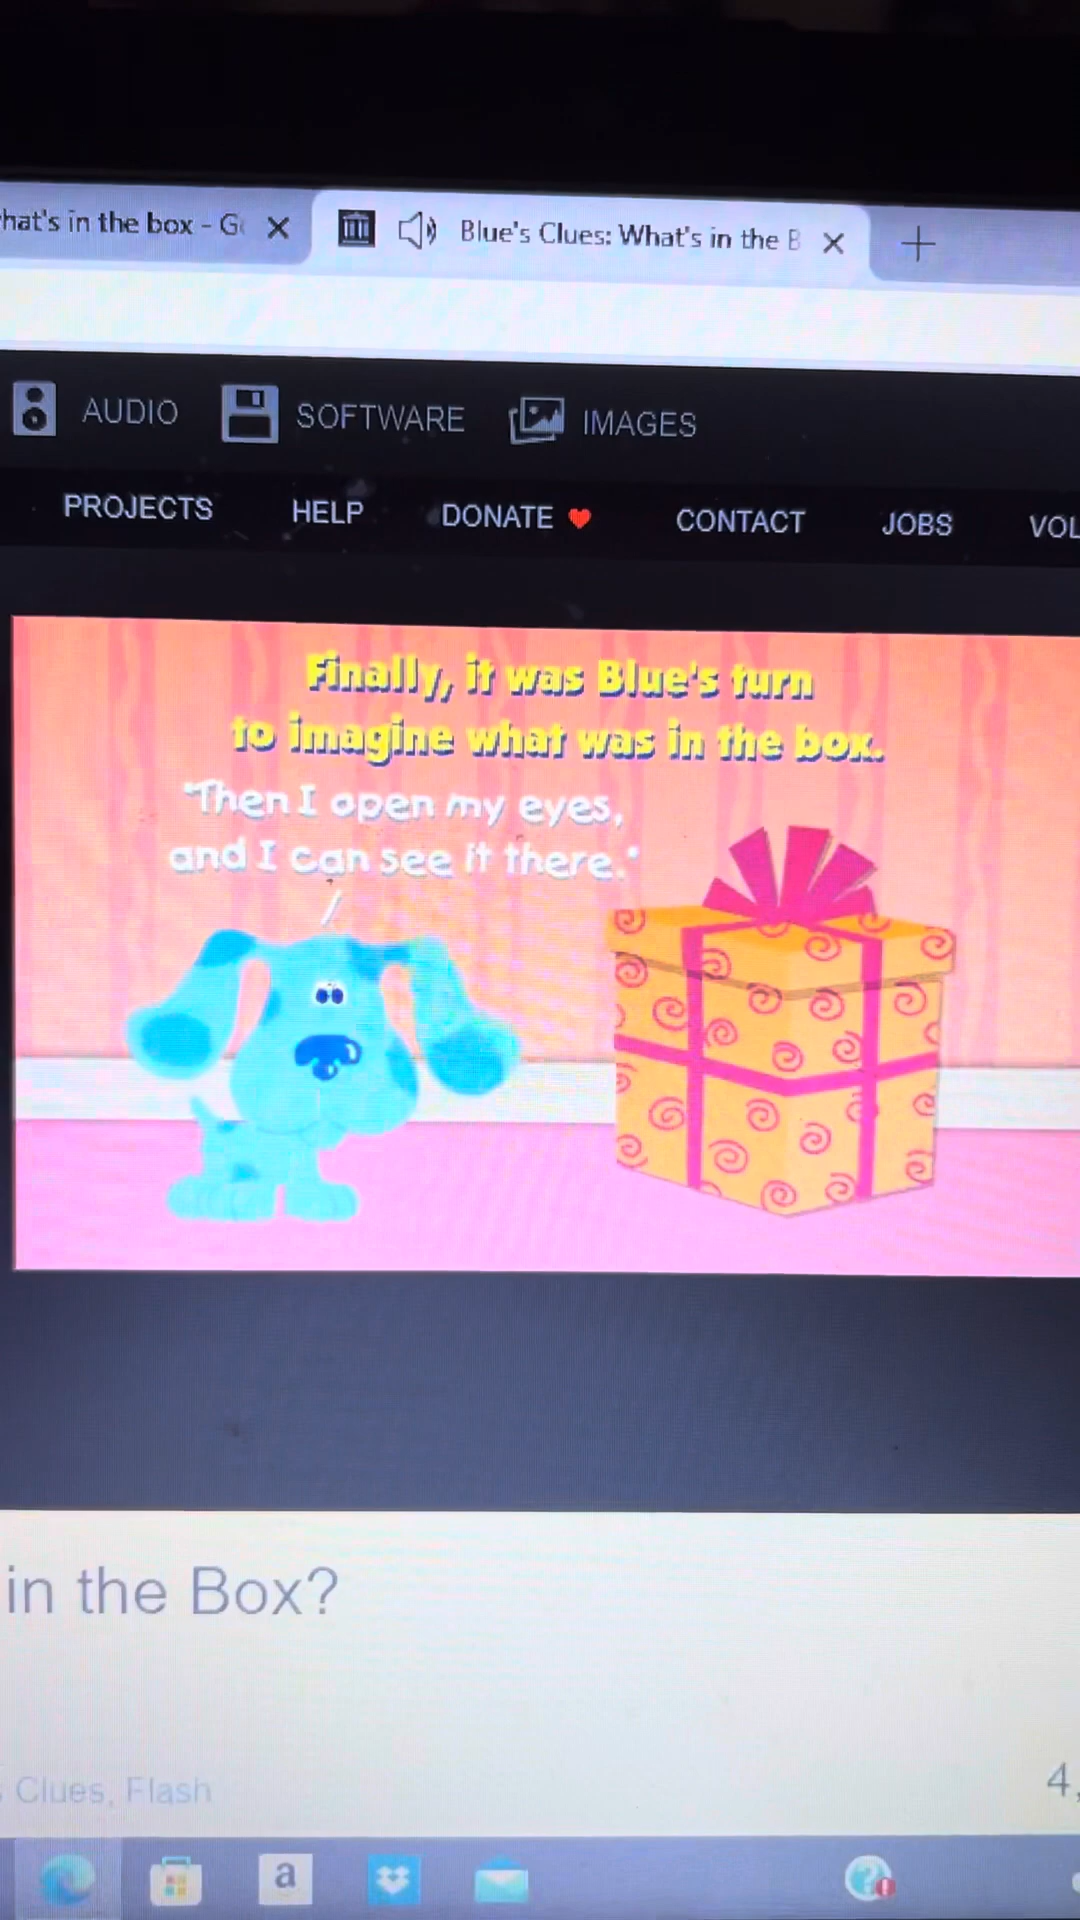 hat's in the box - G
Blue's Clues: What's in the B
AUDIO
SOFTWARE
IMAGES
PROJECTS
HELP
DONATE
CONTACT
JOBS
VOL
Finally, it was Blue's turn
to imagine what was in the box.
"Then I open my eyes,
and I can see it there."
in the Box?
Clues, Flash
4,
a